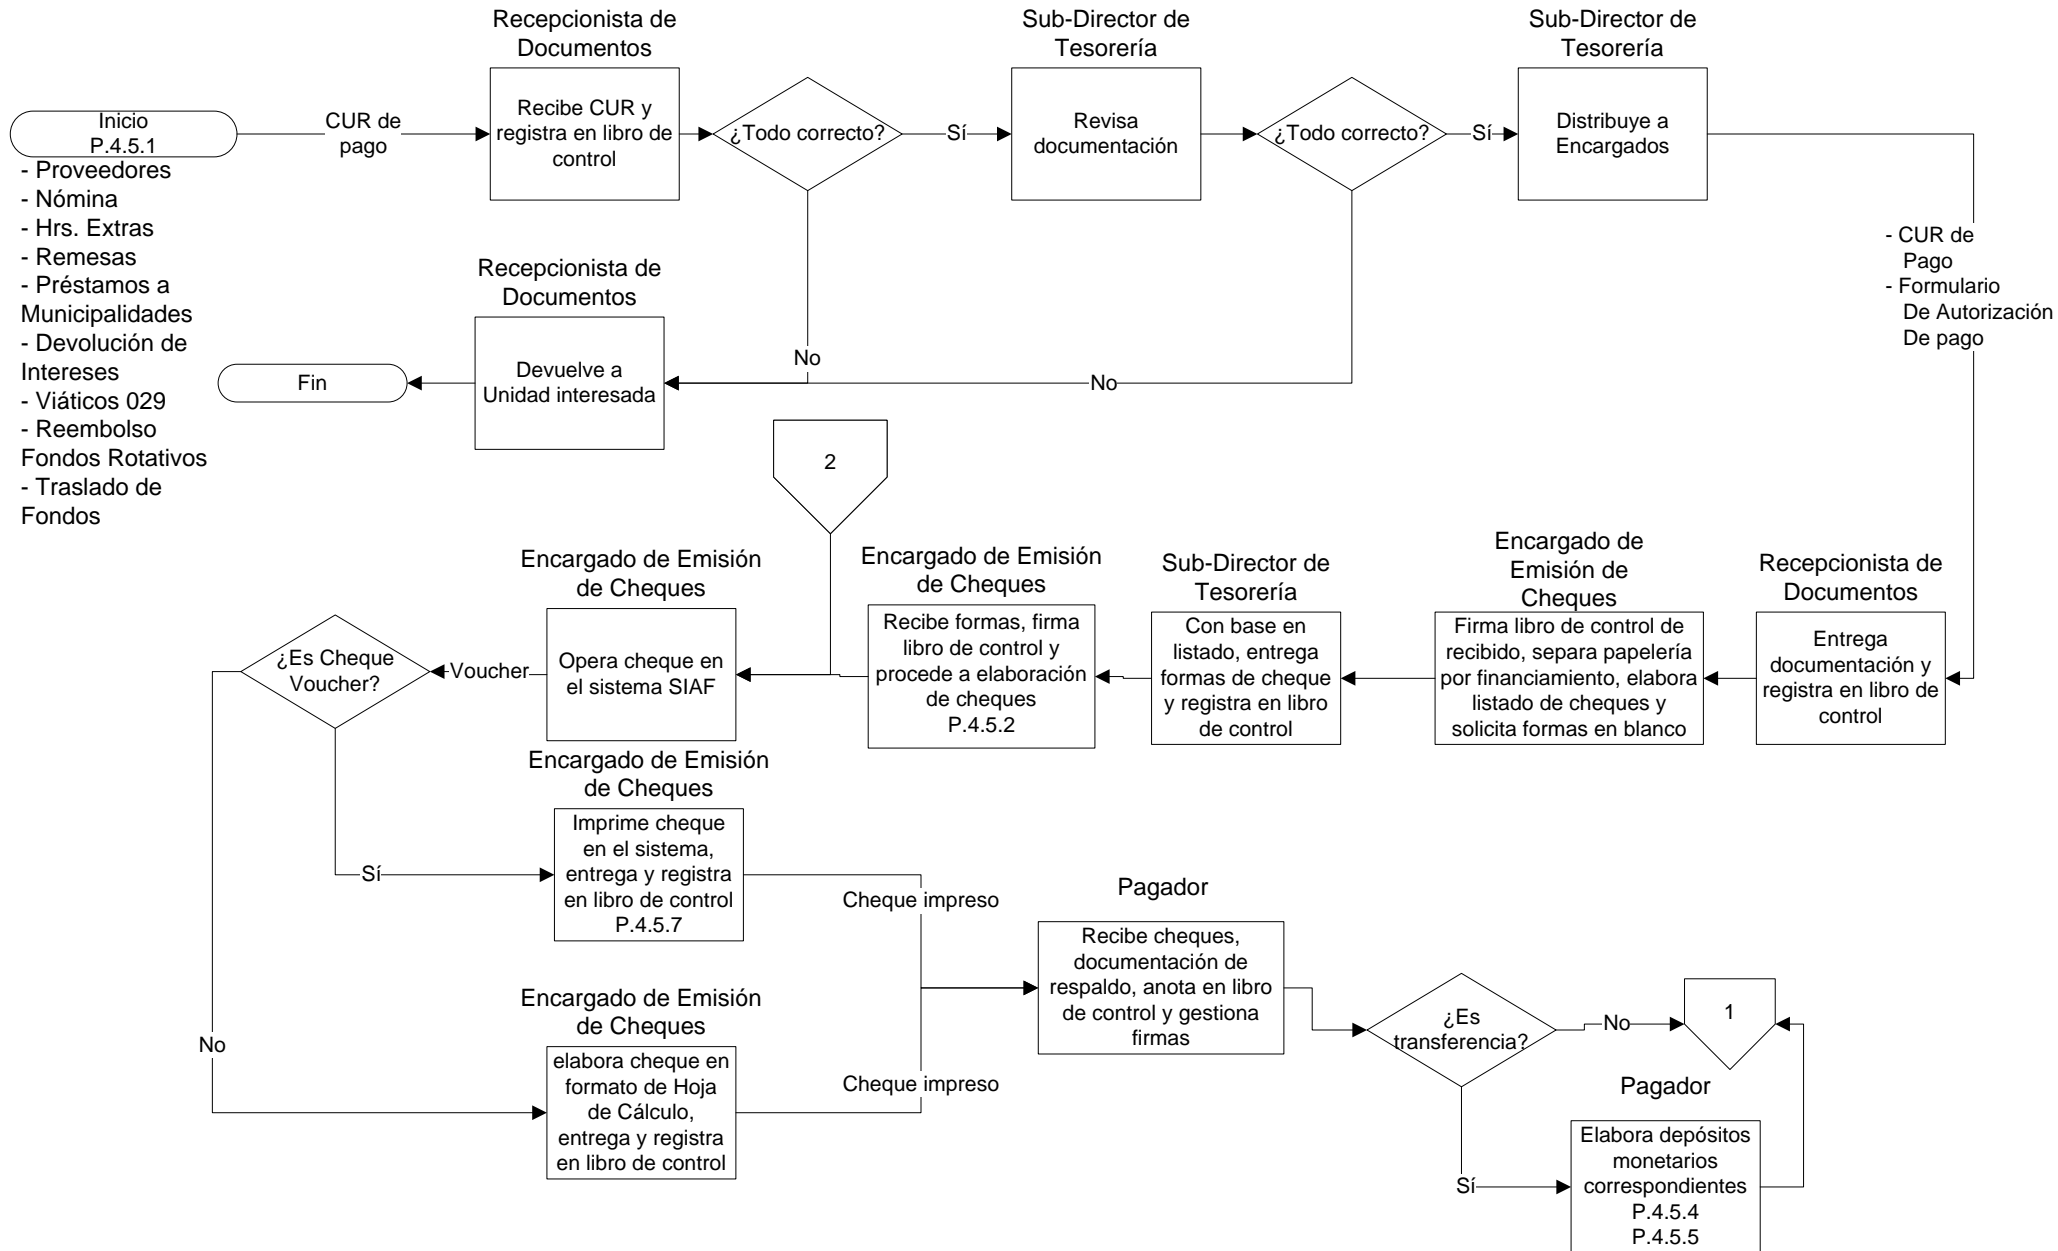 Recepcionista de
Documentos
Sub-Director de
Tesorería
Sub-Director de
Tesorería
Inicio
P.4.5.1
CUR de
pago
Recibe CUR y
registra en libro de
control
¿Todo correcto?
Sí
Revisa
documentación
¿Todo correcto?
Sí
Distribuye a
Encargados
- Proveedores
- Nómina
- Hrs. Extras
- Remesas
- Préstamos a
Municipalidades
- Devolución de
Intereses
- Viáticos 029
- Reembolso
Fondos Rotativos
- Traslado de
Fondos
- CUR de
Pago
- Formulario
De Autorización
De pago
Recepcionista de
Documentos
Devuelve a
Unidad interesada
No
No
Fin
2
Encargado de Emisión
de Cheques
Encargado de Emisión
de Cheques
Sub-Director de
Tesorería
Encargado de
Emisión de
Cheques
Recepcionista de
Documentos
¿Es Cheque
Voucher?
Voucher
Opera cheque en
el sistema SIAF
Recibe formas, firma
libro de control y
procede a elaboración
de cheques
P.4.5.2
Con base en
listado, entrega
formas de cheque
y registra en libro
de control
Firma libro de control de
recibido, separa papelería
por financiamiento, elabora
listado de cheques y
solicita formas en blanco
Entrega
documentación y
registra en libro de
control
Encargado de Emisión
de Cheques
Sí
Imprime cheque
en el sistema,
entrega y registra
en libro de control
P.4.5.7
Cheque impreso
Pagador
Recibe cheques,
documentación de
respaldo, anota en libro
de control y gestiona
firmas
¿Es
transferencia?
No
1
Encargado de Emisión
de Cheques
No
elabora cheque en
formato de Hoja
de Cálculo,
entrega y registra
en libro de control
Cheque impreso
Pagador
Sí
Elabora depósitos
monetarios
correspondientes
P.4.5.4
P.4.5.5